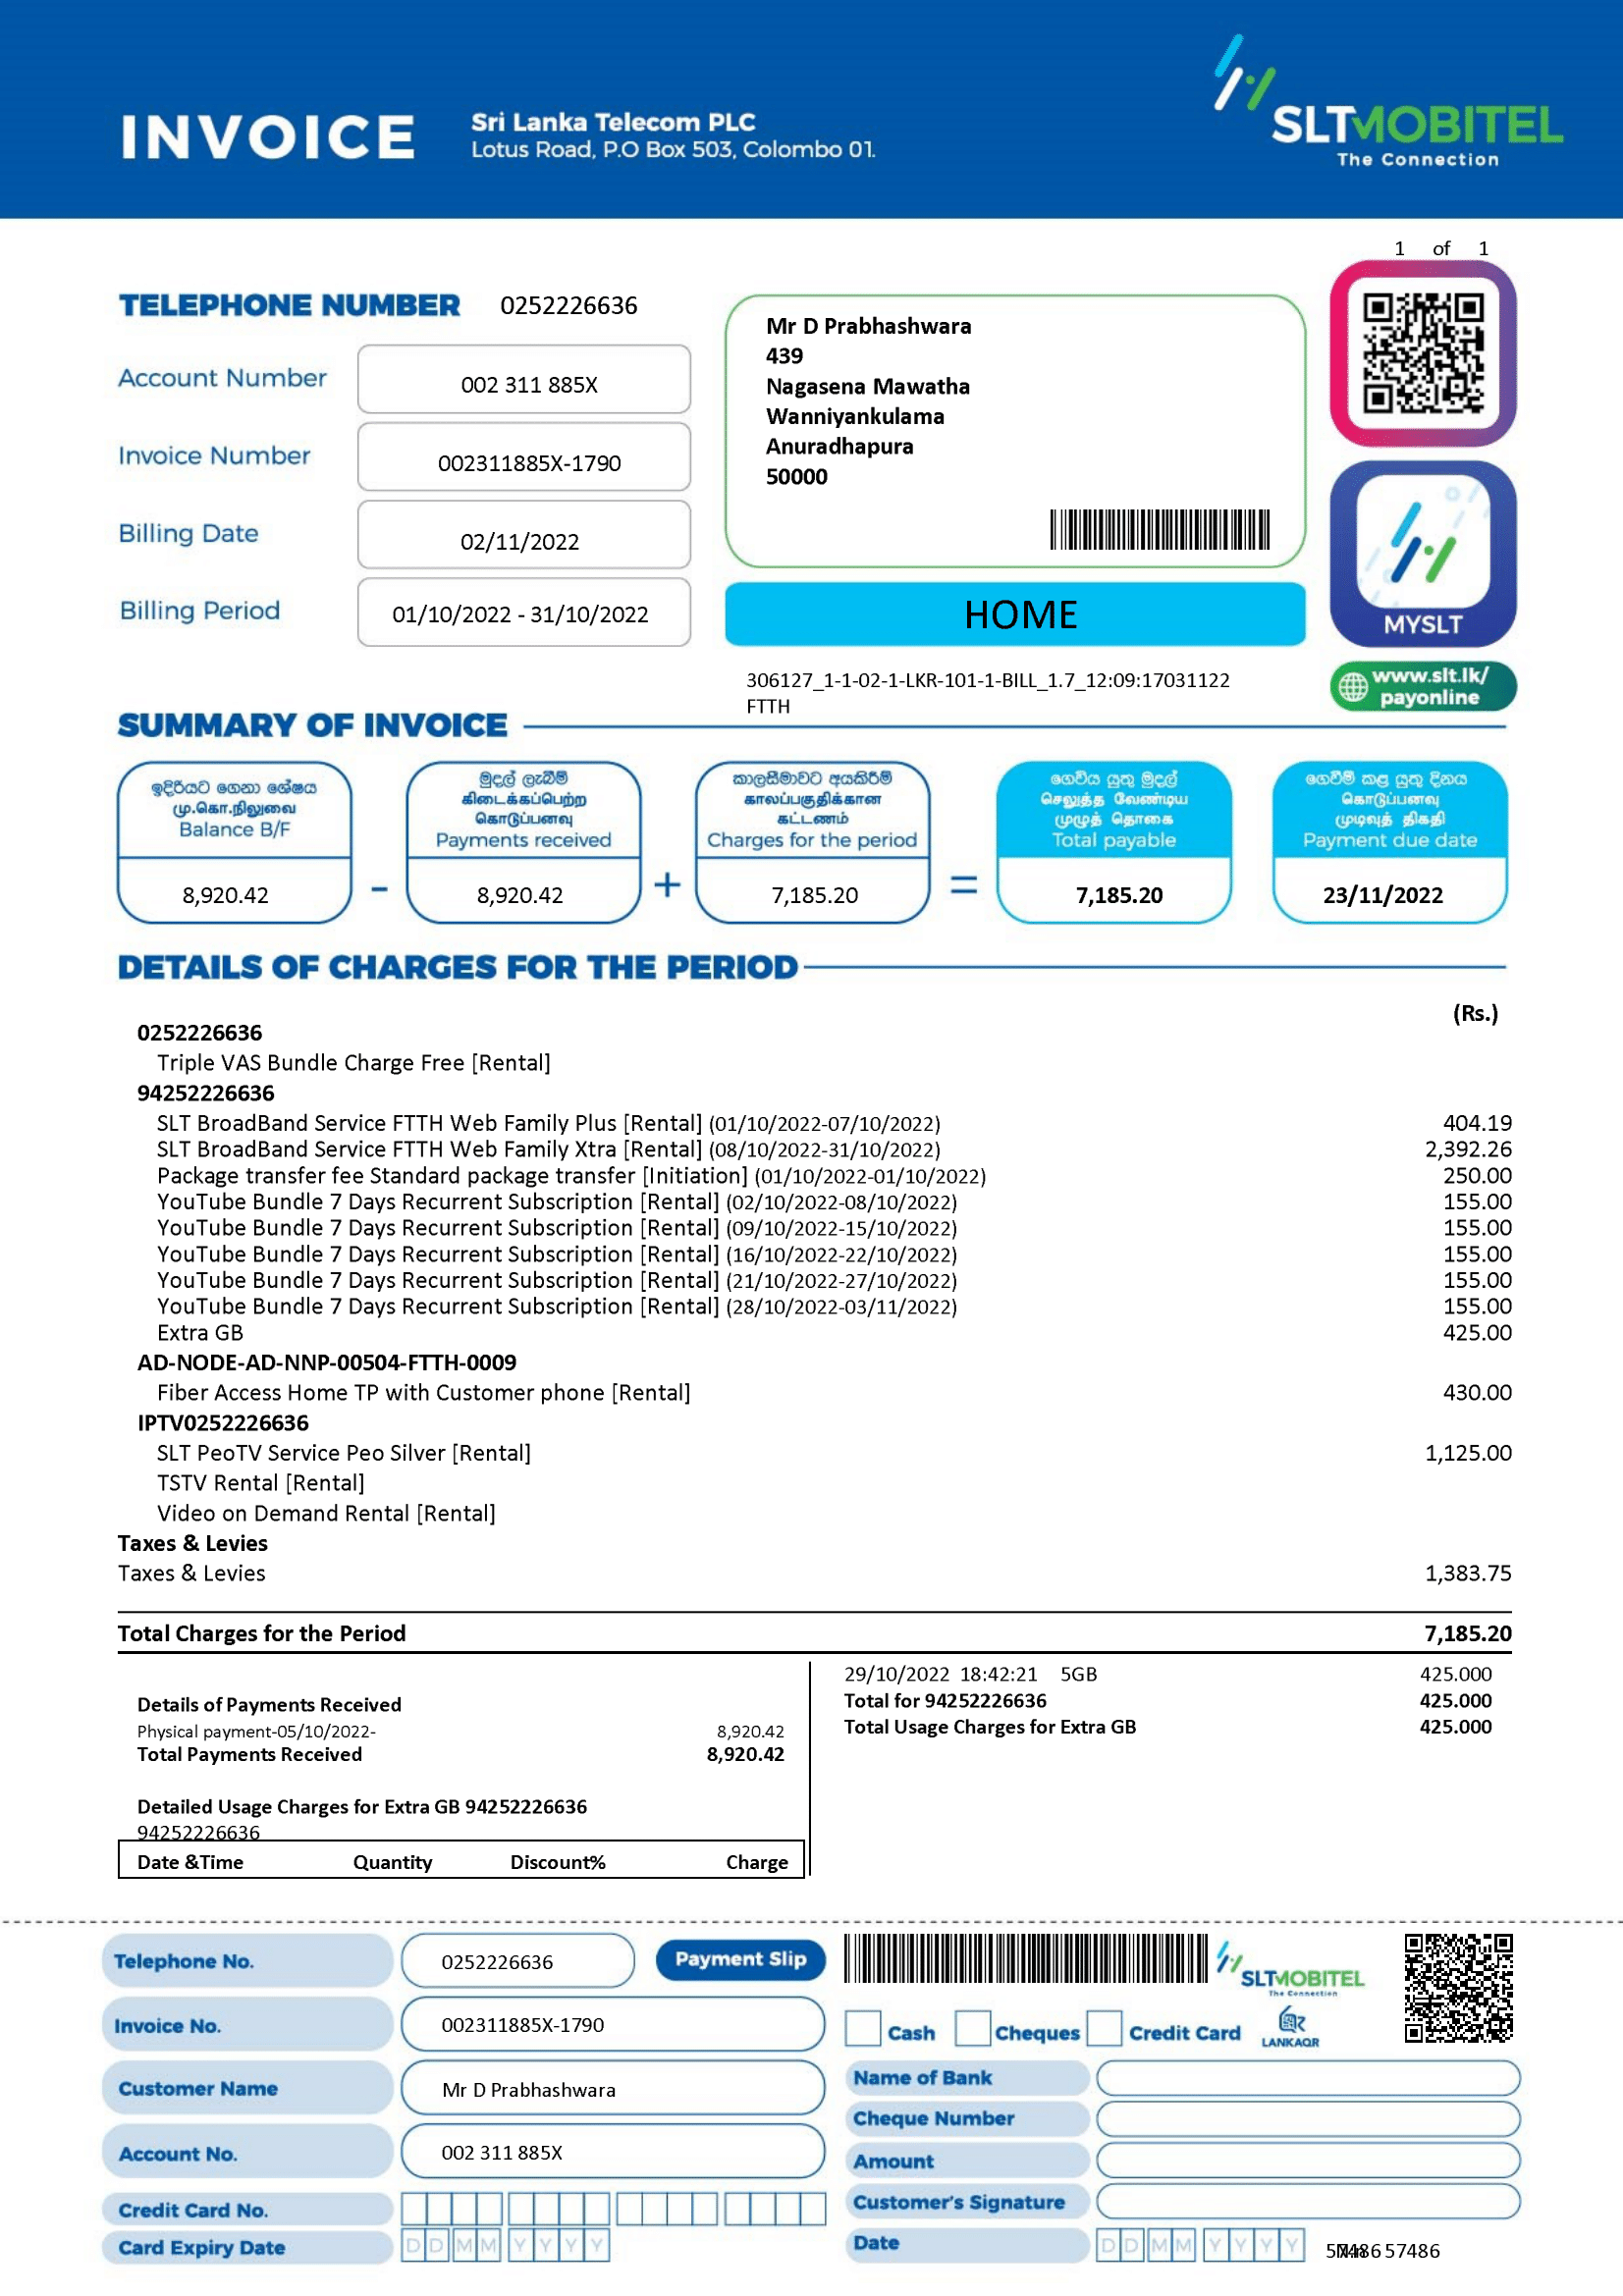 INVOICE
Sri Lanka Telecom PLC
Lotus Road, P.O Box 503, Colombo 01.
SLTMOBITEL
The Connection
1 of 1
TELEPHONE NUMBER 0252226636
Account Number 002 311 885X
Invoice Number 002311885X-1790
Billing Date 02/11/2022
Billing Period 01/10/2022 - 31/10/2022
Mr D Prabhashwara
439
Nagasena Mawatha
Wanniyankulama
Anuradhapura
50000
HOME
MYSLT
www.slt.lk/
payonline
306127_1-1-02-1-LKR-101-1-BILL_1.7_12:09:17031122
FTTH
SUMMARY OF INVOICE
ඉදිරියට ගෙනා ශේෂය
மு.கொ.நிலுவை
Balance B/F
8,920.42
-
මුදල් ලැබීම්
கிடைக்கப்பெற்ற
கொடுப்பனவு
Payments received
8,920.42
+
කාලසීමාවට අයකිරීම්
காலப்பகுதிக்கான
கட்டணம்
Charges for the period
7,185.20
=
ගෙවිය යුතු මුදල්
செலுத்த வேண்டிய
முழுத் தொகை
Total payable
7,185.20
ගෙවීම් කළ යුතු දිනය
கொடுப்பனவு
முடிவுத் திகதி
Payment due date
23/11/2022
DETAILS OF CHARGES FOR THE PERIOD
(Rs.)
0252226636
Triple VAS Bundle Charge Free [Rental]
94252226636
SLT BroadBand Service FTTH Web Family Plus [Rental] (01/10/2022-07/10/2022) 404.19
SLT BroadBand Service FTTH Web Family Xtra [Rental] (08/10/2022-31/10/2022) 2,392.26
Package transfer fee Standard package transfer [Initiation] (01/10/2022-01/10/2022) 250.00
YouTube Bundle 7 Days Recurrent Subscription [Rental] (02/10/2022-08/10/2022) 155.00
YouTube Bundle 7 Days Recurrent Subscription [Rental] (09/10/2022-15/10/2022) 155.00
YouTube Bundle 7 Days Recurrent Subscription [Rental] (16/10/2022-22/10/2022) 155.00
YouTube Bundle 7 Days Recurrent Subscription [Rental] (21/10/2022-27/10/2022) 155.00
YouTube Bundle 7 Days Recurrent Subscription [Rental] (28/10/2022-03/11/2022) 155.00
Extra GB 425.00
AD-NODE-AD-NNP-00504-FTTH-0009
Fiber Access Home TP with Customer phone [Rental] 430.00
IPTV0252226636
SLT PeoTV Service Peo Silver [Rental] 1,125.00
TSTV Rental [Rental]
Video on Demand Rental [Rental]
Taxes & Levies
Taxes & Levies 1,383.75
Total Charges for the Period 7,185.20
Details of Payments Received
Physical payment-05/10/2022- 8,920.42
Total Payments Received 8,920.42
Detailed Usage Charges for Extra GB 94252226636
94252226636
Date &Time Quantity Discount% Charge
29/10/2022 18:42:21 5GB 425.000
Total for 94252226636 425.000
Total Usage Charges for Extra GB 425.000
Telephone No. 0252226636
Payment Slip
Invoice No. 002311885X-1790
Customer Name Mr D Prabhashwara
Account No. 002 311 885X
Credit Card No.
Card Expiry Date DDMM YYYY
SLTMOBITEL
The Connection
Cash Cheques Credit Card LANKAQR
Name of Bank
Cheque Number
Amount
Customer's Signature
Date DDMM YYYY
57486